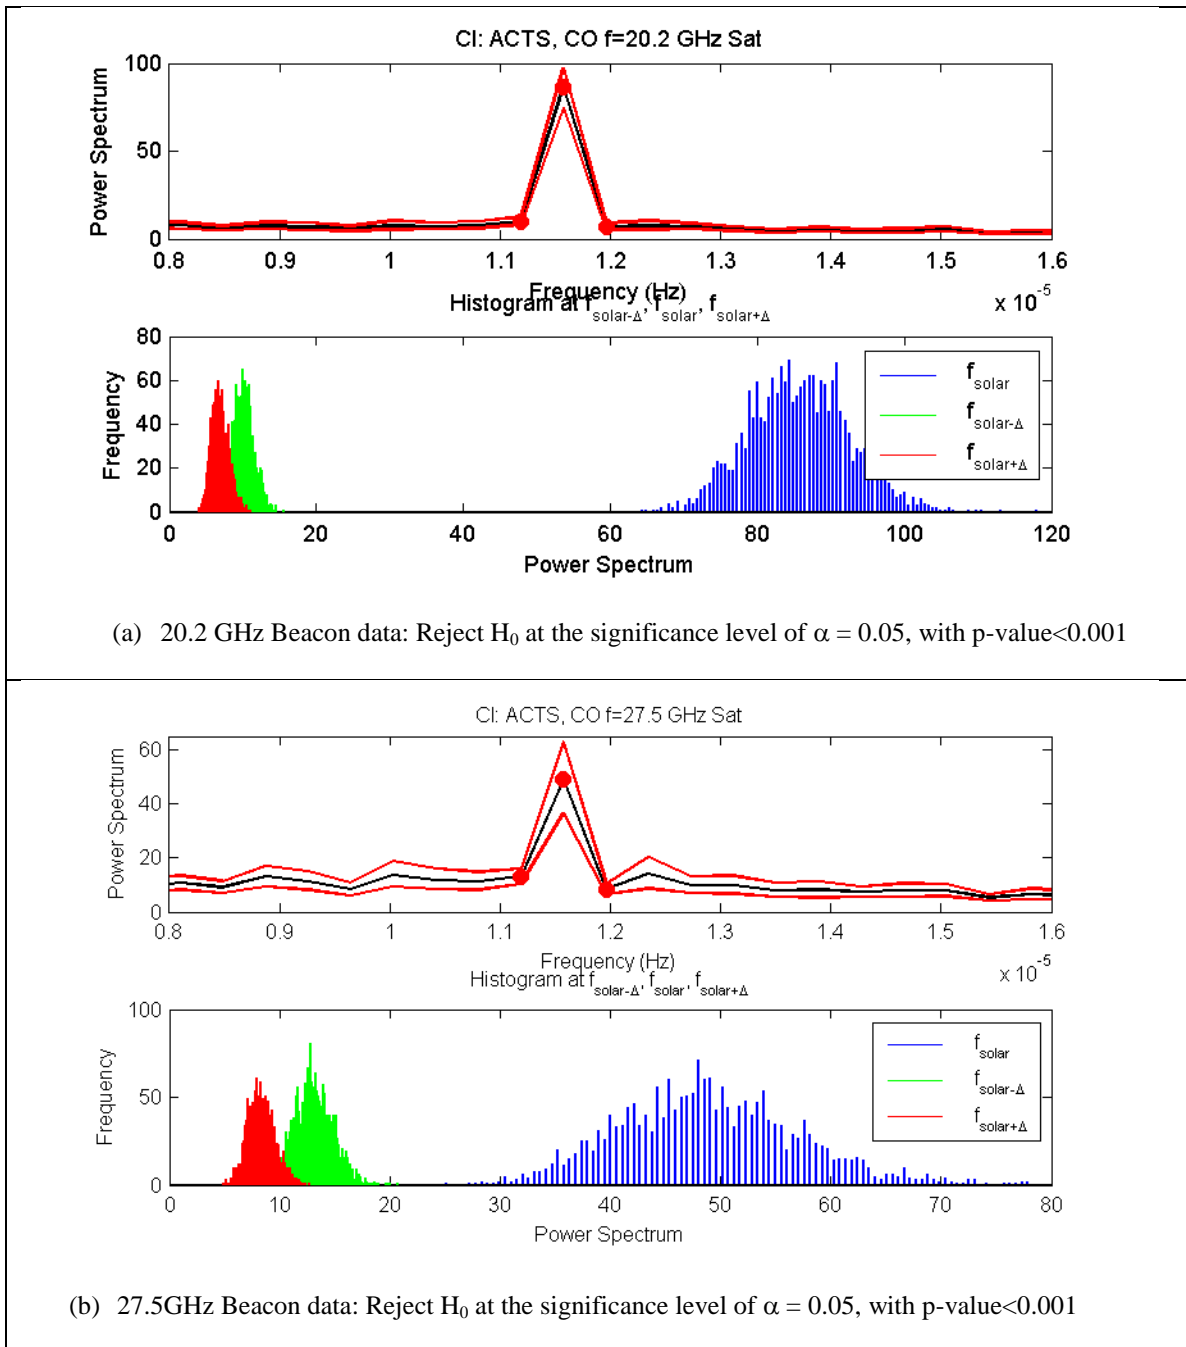 CI: ACTS, CO f=20.2 GHz Sat
Power Spectrum
100
50
0
0.8 0.9 1 1.1 1.2 1.3 1.4 1.5 1.6
Frequency (Hz)
x 10-5
Histogram at fsolar-Δ, fsolar, fsolar+Δ
Frequency
80
60
40
20
0
fsolar
fsolar-Δ
fsolar+Δ
0 20 40 60 80 100 120
Power Spectrum
(a) 20.2 GHz Beacon data: Reject H0 at the significance level of α = 0.05, with p-value<0.001
CI: ACTS, CO f=27.5 GHz Sat
Power Spectrum
60
40
20
0
0.8 0.9 1 1.1 1.2 1.3 1.4 1.5 1.6
Frequency (Hz)
x 10-5
Histogram at fsolar-Δ, fsolar, fsolar+Δ
Frequency
100
50
0
fsolar
fsolar-Δ
fsolar+Δ
0 10 20 30 40 50 60 70 80
Power Spectrum
(b) 27.5GHz Beacon data: Reject H0 at the significance level of α = 0.05, with p-value<0.001